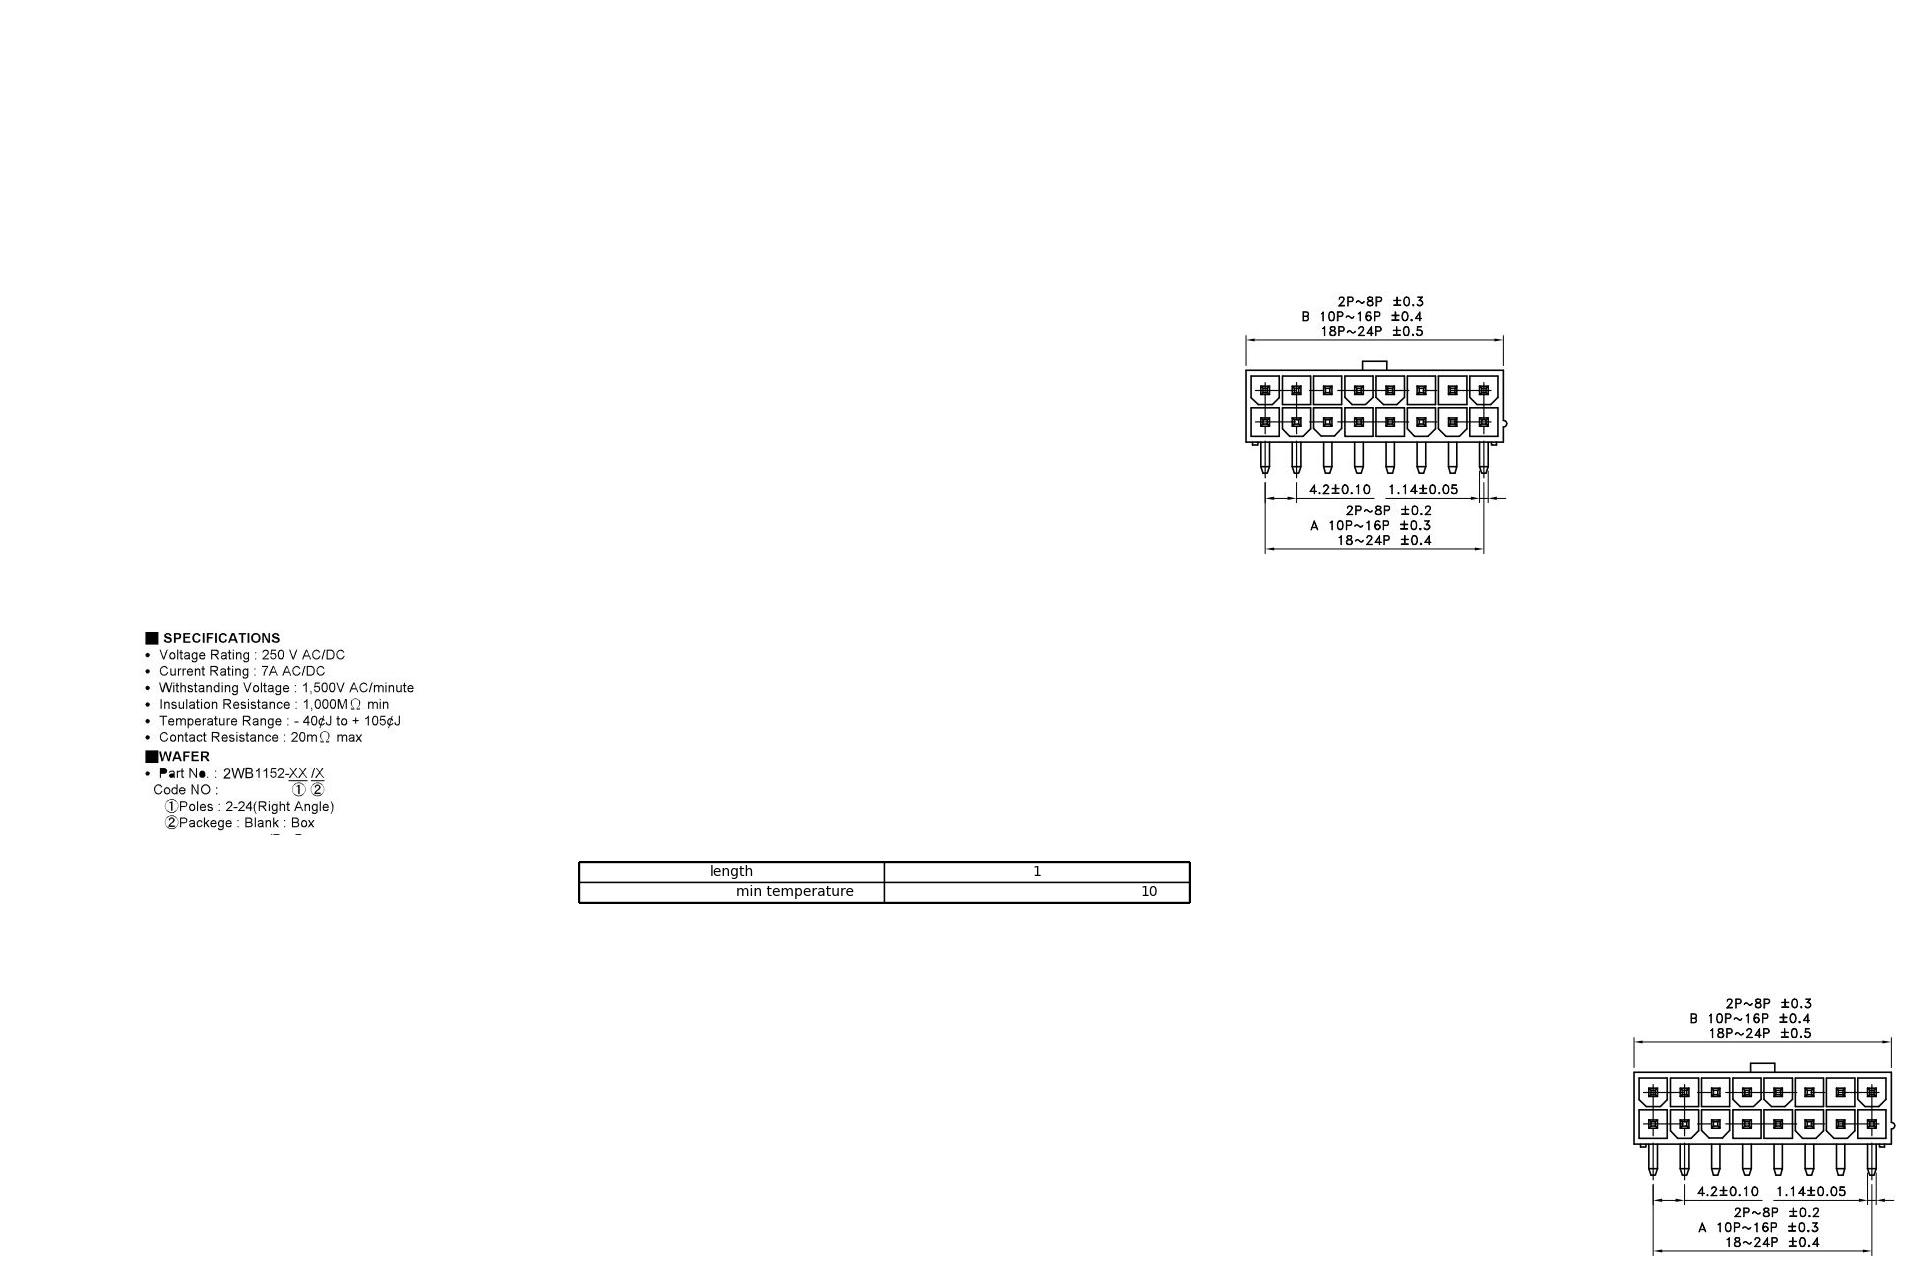 2P~8P ±0.3
B 10P~16P ±0.4
18P~24P ±0.5
4.2±0.10 1.14±0.05
2P~8P ±0.2
A 10P~16P ±0.3
18~24P ±0.4
■ SPECIFICATIONS
• Voltage Rating : 250 V AC/DC
• Current Rating : 7A AC/DC
• Withstanding Voltage : 1,500V AC/minute
• Insulation Resistance : 1,000MΩ min
• Temperature Range : - 40¢J to + 105¢J
• Contact Resistance : 20mΩ max
■WAFER
• Part No. : 2WB1152-XX /X
Code NO : ① ②
①Poles : 2-24(Right Angle)
②Packege : Blank : Box
length 1
min temperature 10
2P~8P ±0.3
B 10P~16P ±0.4
18P~24P ±0.5
4.2±0.10 1.14±0.05
2P~8P ±0.2
A 10P~16P ±0.3
18~24P ±0.4